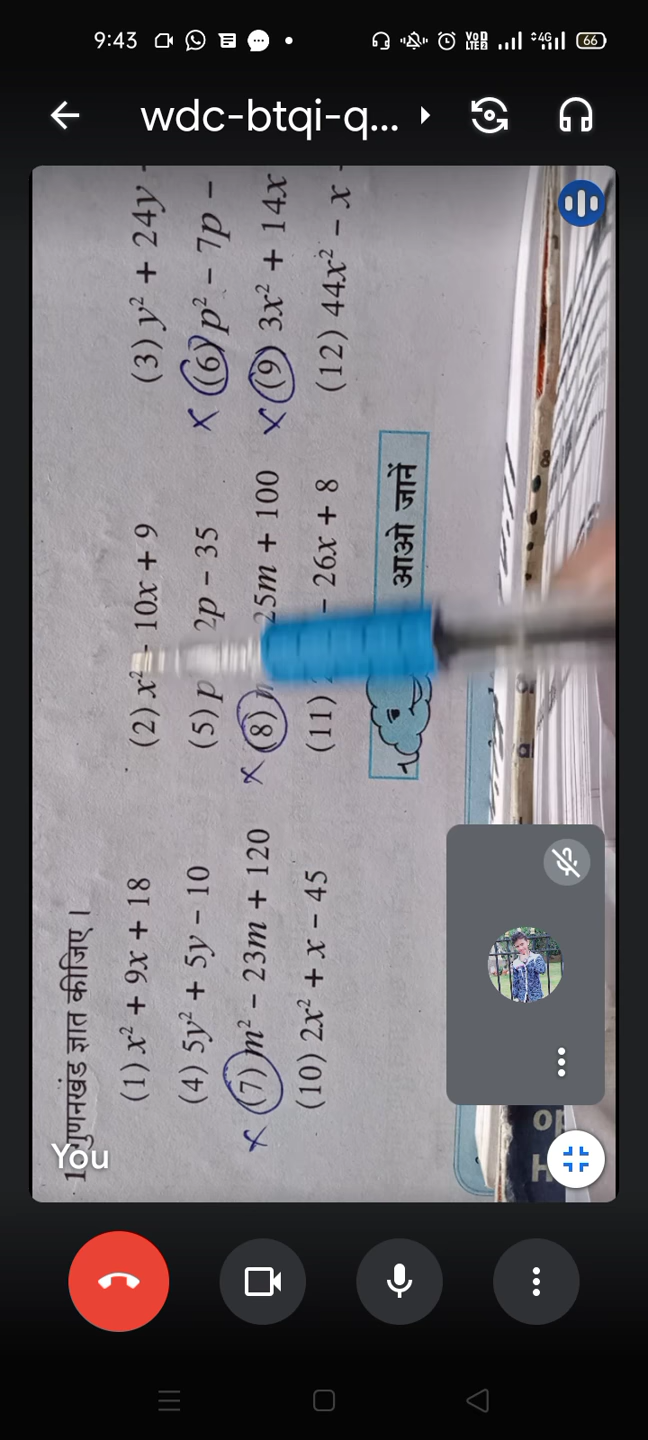 9:43
66
wdc-btqi-q...
गुणनखंड ज्ञात कीजिए ।
(1) x² + 9x + 18 (2) x² - 10x + 9 (3) y² + 24y
(4) 5y² + 5y - 10 (5) p 2p - 35 × (6) p² - 7p -
× (7) m² - 23m + 120 × (8) 25m + 100 × (9) 3x² + 14x
(10) 2x² + x - 45 (11) - 26x + 8 (12) 44x² - x
आओ जानें
You